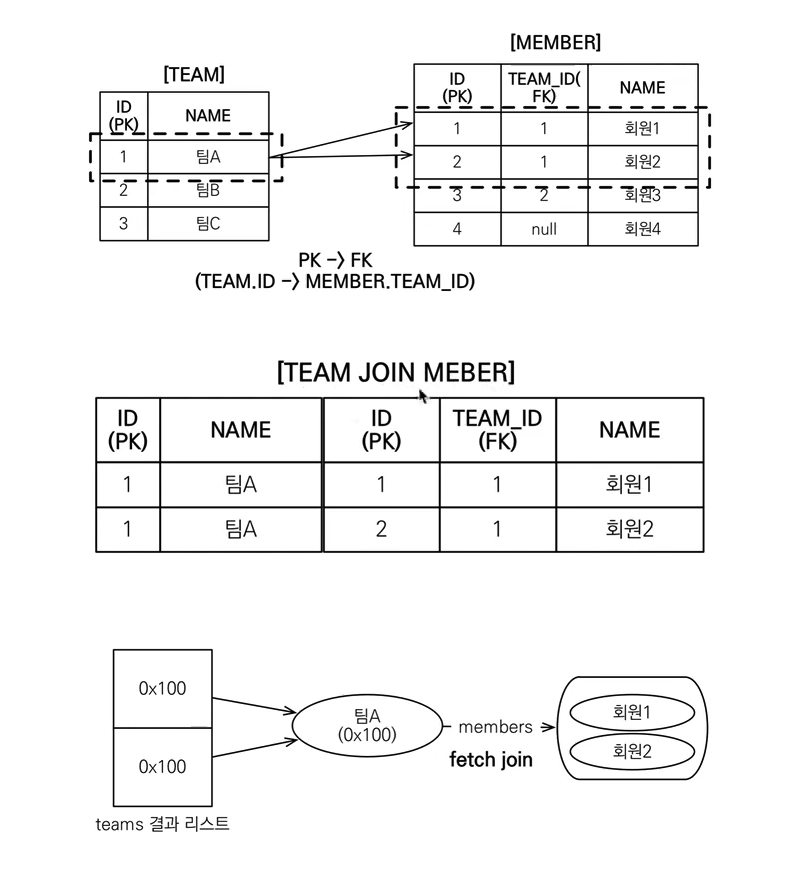 [TEAM]
ID
(PK)
NAME
1
팀A
2
팀B
3
팀C
[MEMBER]
ID
(PK)
TEAM_ID(
FK)
NAME
1
1
회원1
2
1
회원2
3
2
회원3
4
null
회원4
PK -> FK
(TEAM.ID -> MEMBER.TEAM_ID)
[TEAM JOIN MEBER]
ID
(PK)
NAME
ID
(PK)
TEAM_ID
(FK)
NAME
1
팀A
1
1
회원1
1
팀A
2
1
회원2
0x100
0x100
teams 결과 리스트
팀A
(0x100)
members
fetch join
회원1
회원2